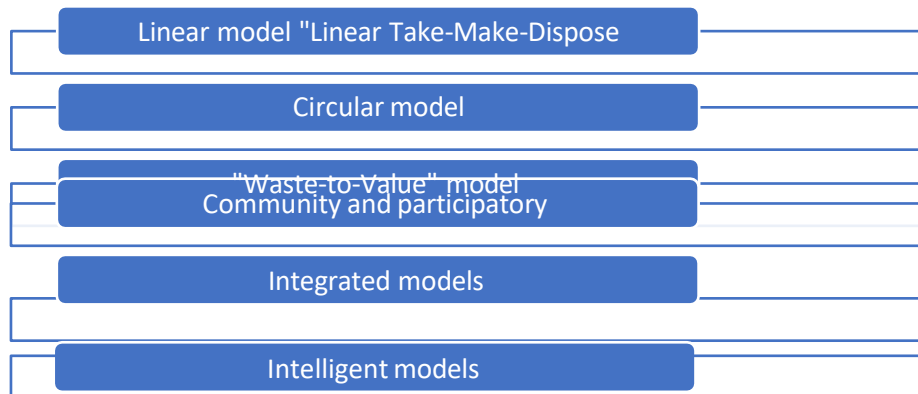 Linear model "Linear Take-Make-Dispose
Circular model
"Waste-to-Value" model
Community and participatory
Integrated models
Intelligent models